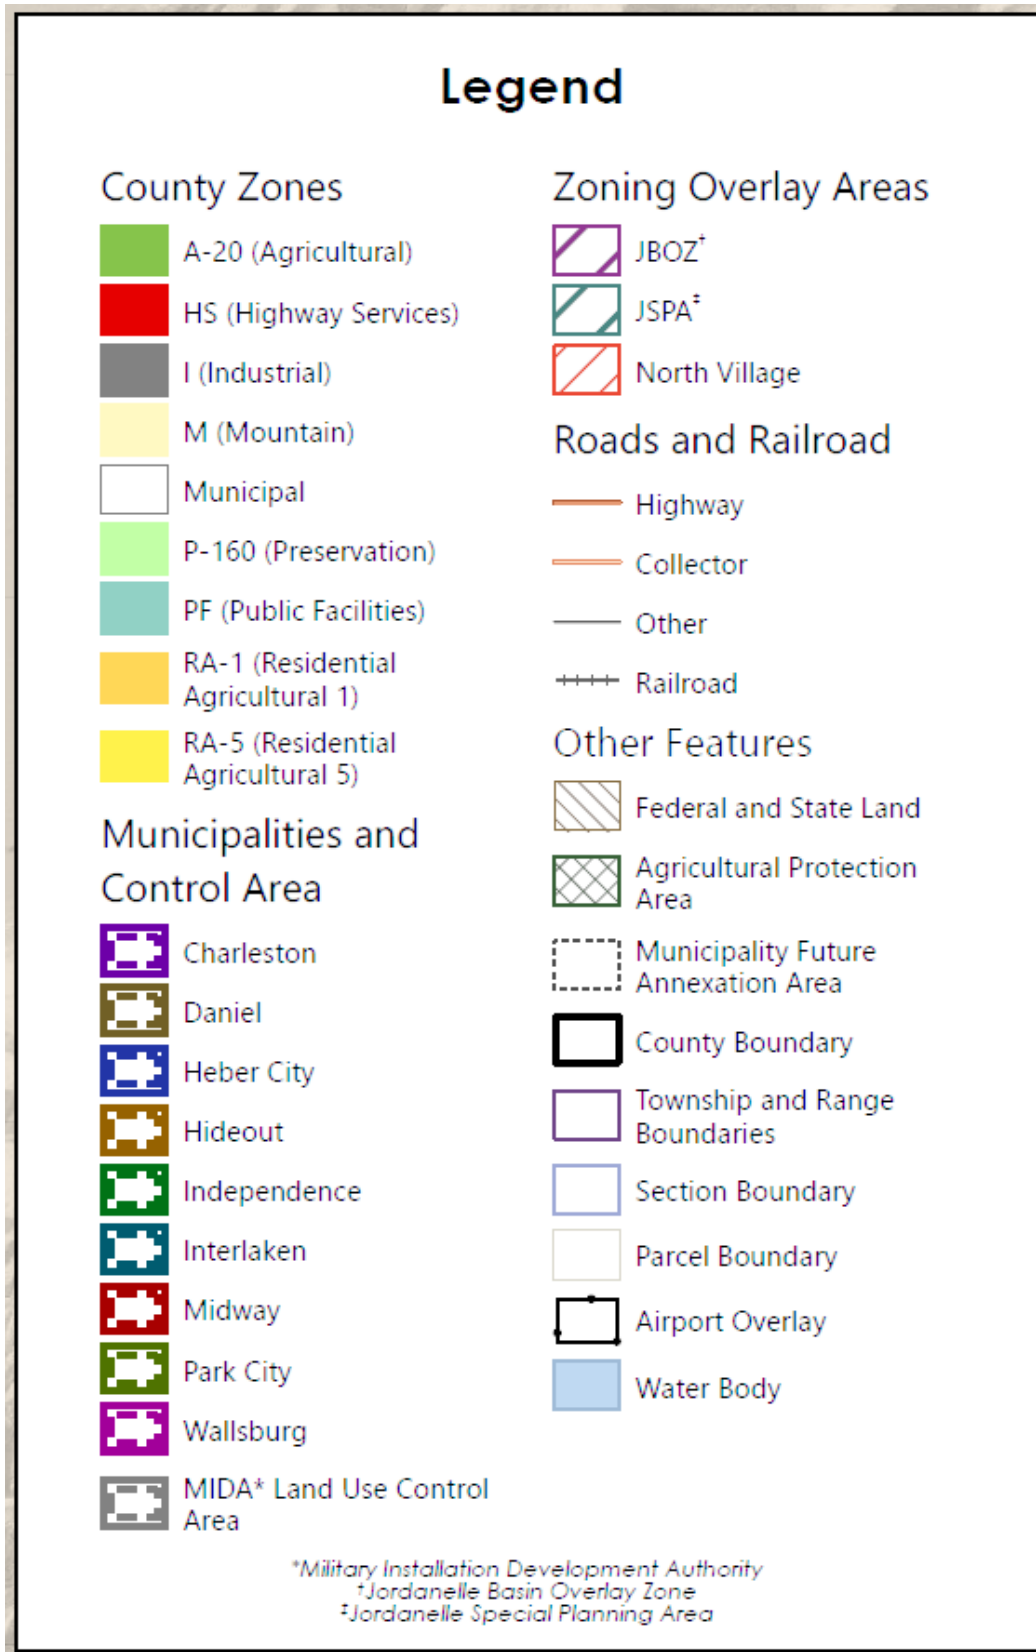 Legend
County Zones
A-20 (Agricultural)
HS (Highway Services)
I (Industrial)
M (Mountain)
Municipal
P-160 (Preservation)
PF (Public Facilities)
RA-1 (Residential
Agricultural 1)
RA-5 (Residential
Agricultural 5)
Municipalities and
Control Area
Charleston
Daniel
Heber City
Hideout
Independence
Interlaken
Midway
Park City
Wallsburg
MIDA* Land Use Control
Area
Zoning Overlay Areas
JBOZ†
JSPA‡
North Village
Roads and Railroad
Highway
Collector
Other
Railroad
Other Features
Federal and State Land
Agricultural Protection
Area
Municipality Future
Annexation Area
County Boundary
Township and Range
Boundaries
Section Boundary
Parcel Boundary
Airport Overlay
Water Body
*Military Installation Development Authority
†Jordanelle Basin Overlay Zone
‡Jordanelle Special Planning Area